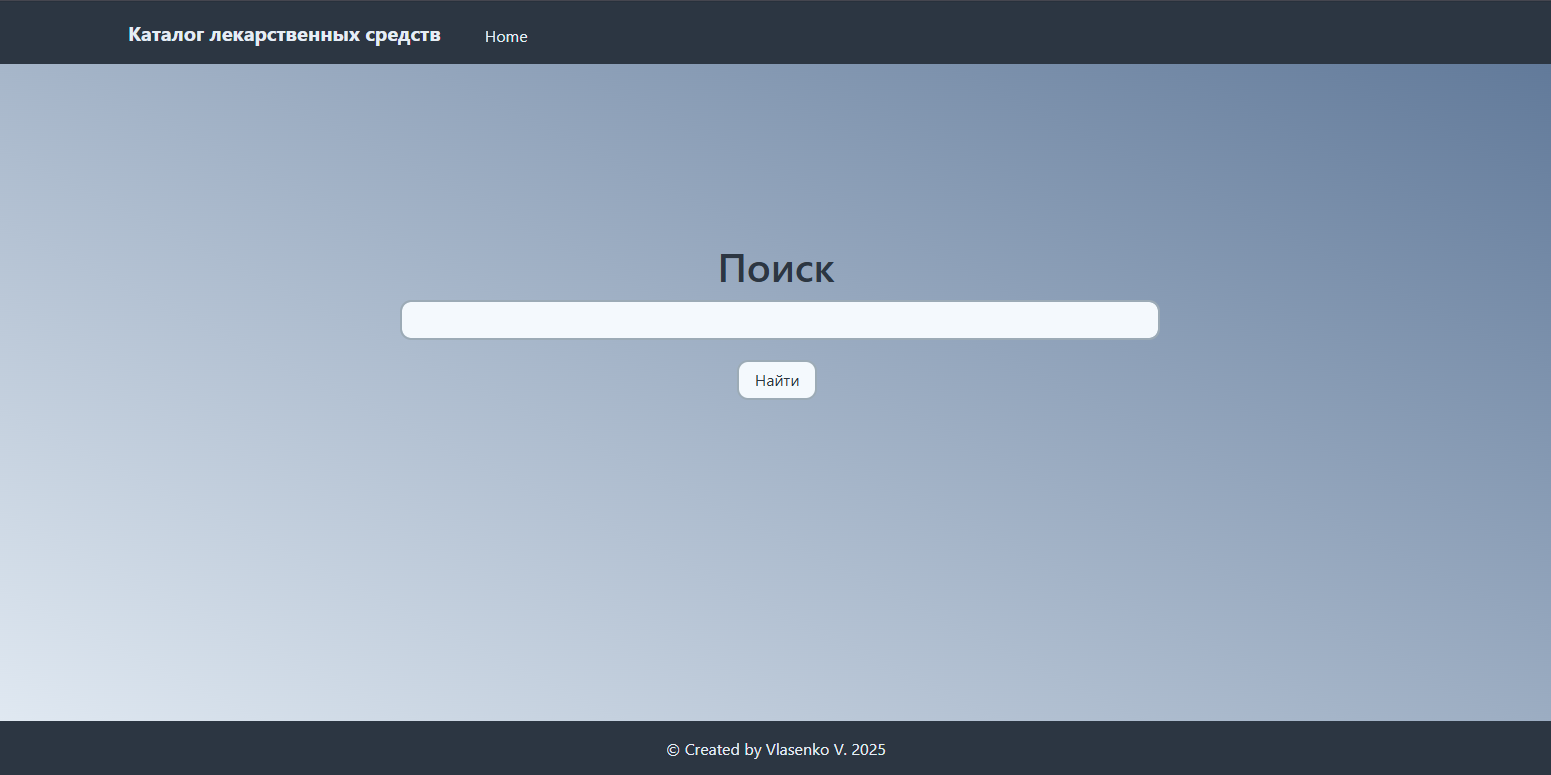 Каталог лекарственных средств Home
Поиск
Найти
© Created by Vlasenko V. 2025